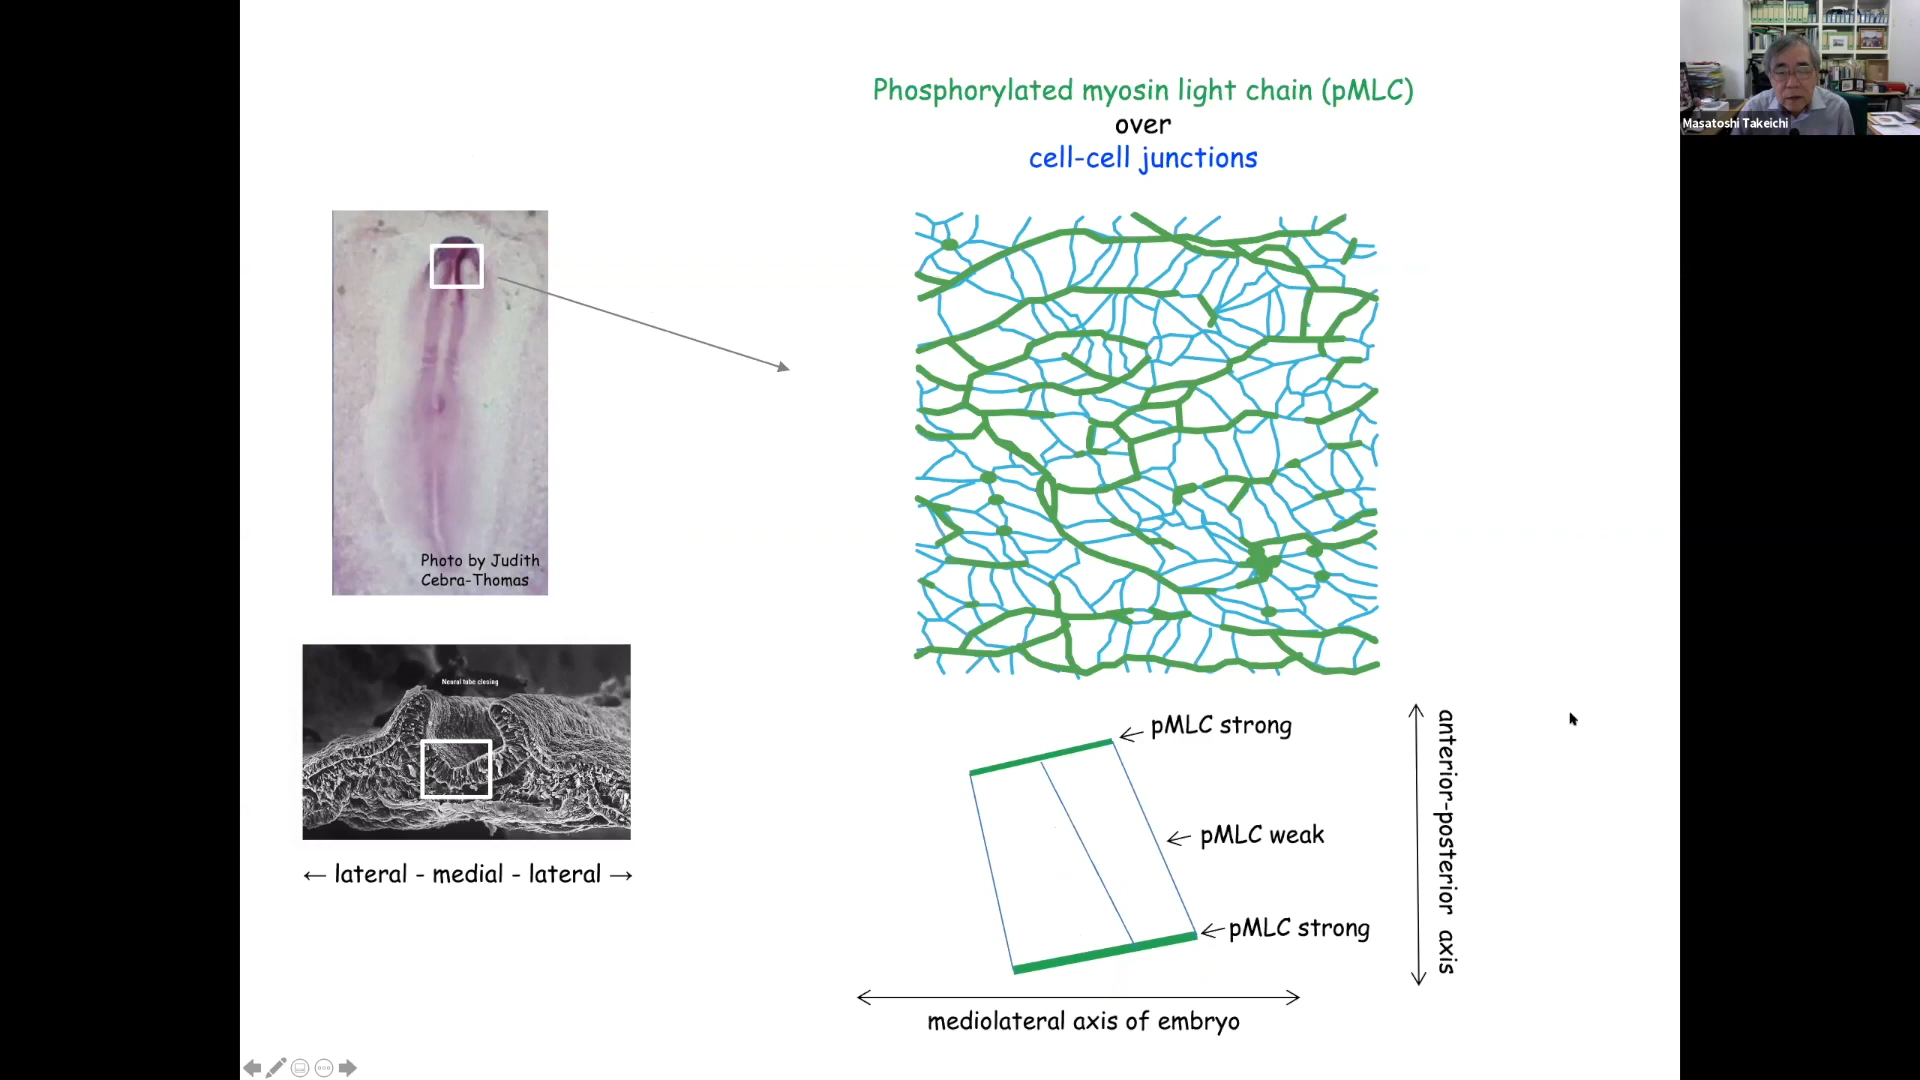 Phosphorylated myosin light chain (pMLC)
over
cell-cell junctions
Masatoshi Takeichi
Photo by Judith
Cebra-Thomas
Neural tube closing
← lateral - medial - lateral →
pMLC strong
pMLC weak
pMLC strong
anterior-posterior axis
mediolateral axis of embryo